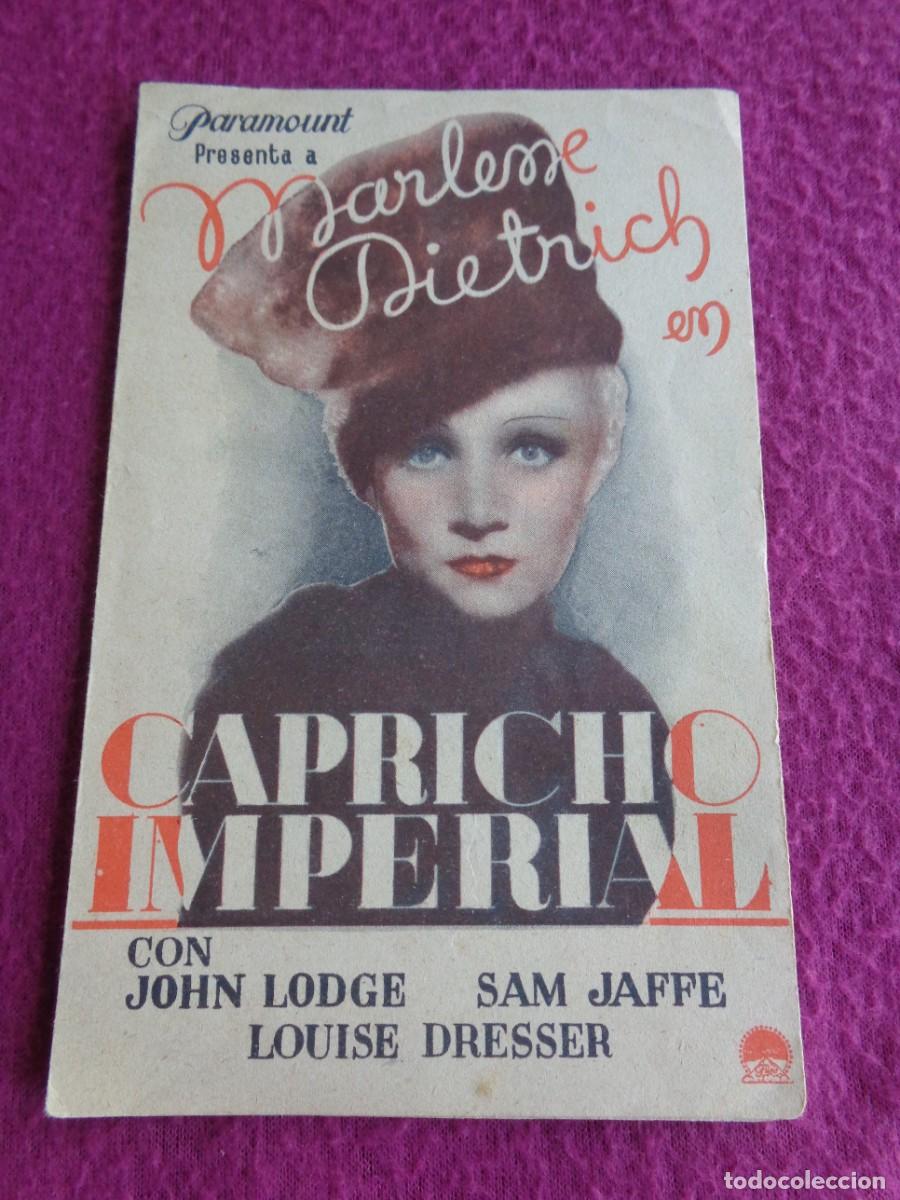 Paramount
Presenta a
Marlene
Dietrich
en
CAPRICHO
IMPERIAL
CON
JOHN LODGE SAM JAFFE
LOUISE DRESSER
todocoleccion